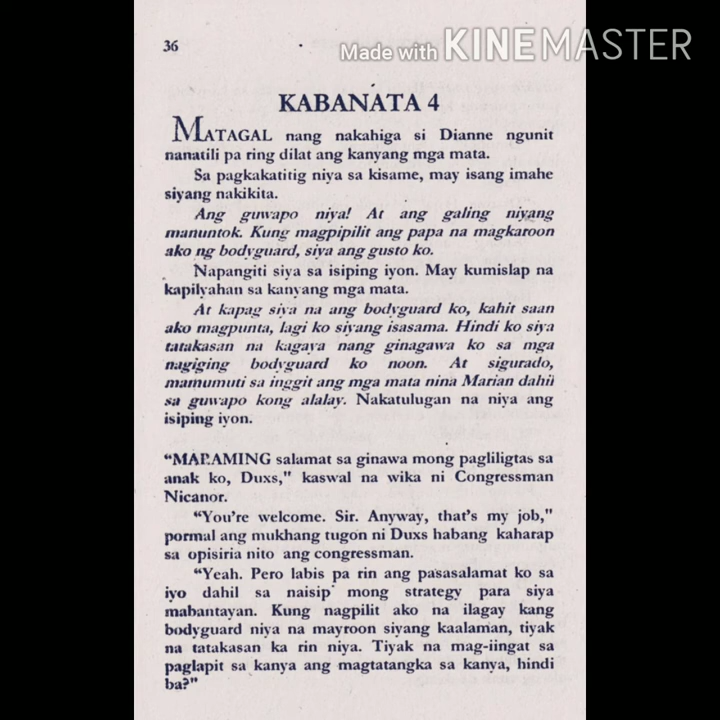 36
Made with KINEMASTER
KABANATA 4
MATAGAL nang nakahiga si Dianne ngunit
nanatili pa ring dilat ang kanyang mga mata.
Sa pagkakatitig niya sa kisame, may isang imahe
siyang nakikita.
Ang guwapo niya! At ang galing niyang
manuntok. Kung magpipilit ang papa na magkaroon
ako ng bodyguard, siya ang gusto ko.
Napangiti siya sa isiping iyon. May kumislap na
kapilyahan sa kanyang mga mata.
At kapag siya na ang bodyguard ko, kahit saan
ako magpunta, lagi ko siyang isasama. Hindi ko siya
tatakasan na kagaya nang ginagawa ko sa mga
nagiging bodyguard ko noon. At sigurado,
mamumuti sa inggit ang mga mata nina Marian dahil
sa guwapo kong alalay. Nakatulugan na niya ang
isiping iyon.
“MARAMING salamat sa ginawa mong pagliligtas sa
anak ko, Duxs," kaswal na wika ni Congressman
Nicanor.
“You’re welcome. Sir. Anyway, that’s my job,"
pormal ang mukhang tugon ni Duxs habang kaharap
sa opisiria nito ang congressman.
“Yeah. Pero labis pa rin ang pasasalamat ko sa
iyo dahil sa naisip mong strategy para siya
mabantayan. Kung nagpilit ako na ilagay kang
bodyguard niya na mayroon siyang kaalaman, tiyak
na tatakasan ka rin niya. Tiyak na mag-iingat sa
paglapit sa kanya ang magtatangka sa kanya, hindi
ba?"